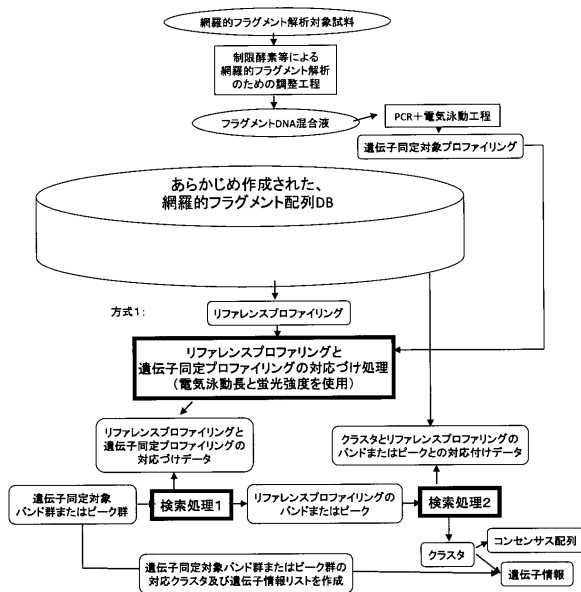 網羅的フラグメント解析対象試料
制限酵素等による
網羅的フラグメント解析
のための調整工程
フラグメントDNA混合液
PCR+電気泳動工程
遺伝子同定対象プロファイリング
あらかじめ作成された、
網羅的フラグメント配列DB
方式1:
リファレンスプロファイリング
リファレンスプロファリングと
遺伝子同定プロファイリングの対応づけ処理
(電気泳動長と蛍光強度を使用)
リファレンスプロファイリングと
遺伝子同定プロファイリングの
対応づけデータ
クラスタとリファレンスプロファリングの
バンドまたはピークとの対応付けデータ
遺伝子同定対象
バンド群またはピーク群
検索処理1
リファレンスプロファイリングの
バンドまたはピーク
検索処理2
クラスタ
コンセンサス配列
遺伝子情報
遺伝子同定対象バンド群またはピーク群の
対応クラスタ及び遺伝子情報リストを作成